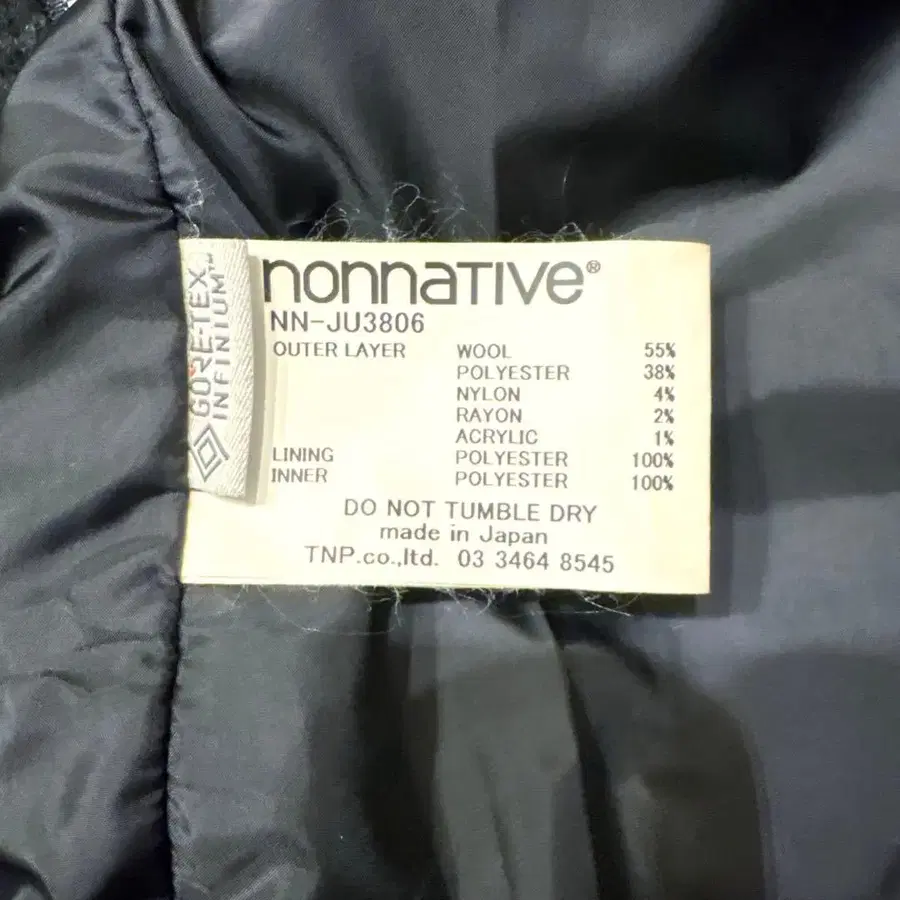 GORE-TEX
INFINIUM™
nonnaTIVE®
NN-JU3806
OUTER LAYER WOOL 55%
POLYESTER 38%
NYLON 4%
RAYON 2%
ACRYLIC 1%
LINING POLYESTER 100%
INNER POLYESTER 100%
DO NOT TUMBLE DRY
made in Japan
TNP.co.,ltd. 03 3464 8545